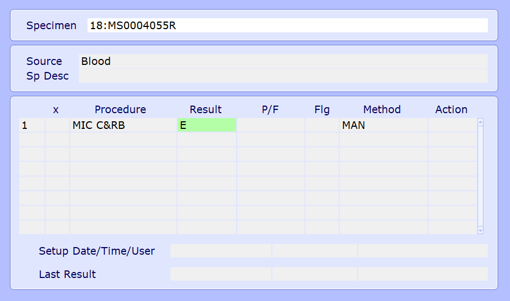 Specimen 18:MS0004055R
Source Blood
Sp Desc
x Procedure Result P/F Flg Method Action
1 MIC C&RB E MAN
Setup Date/Time/User
Last Result